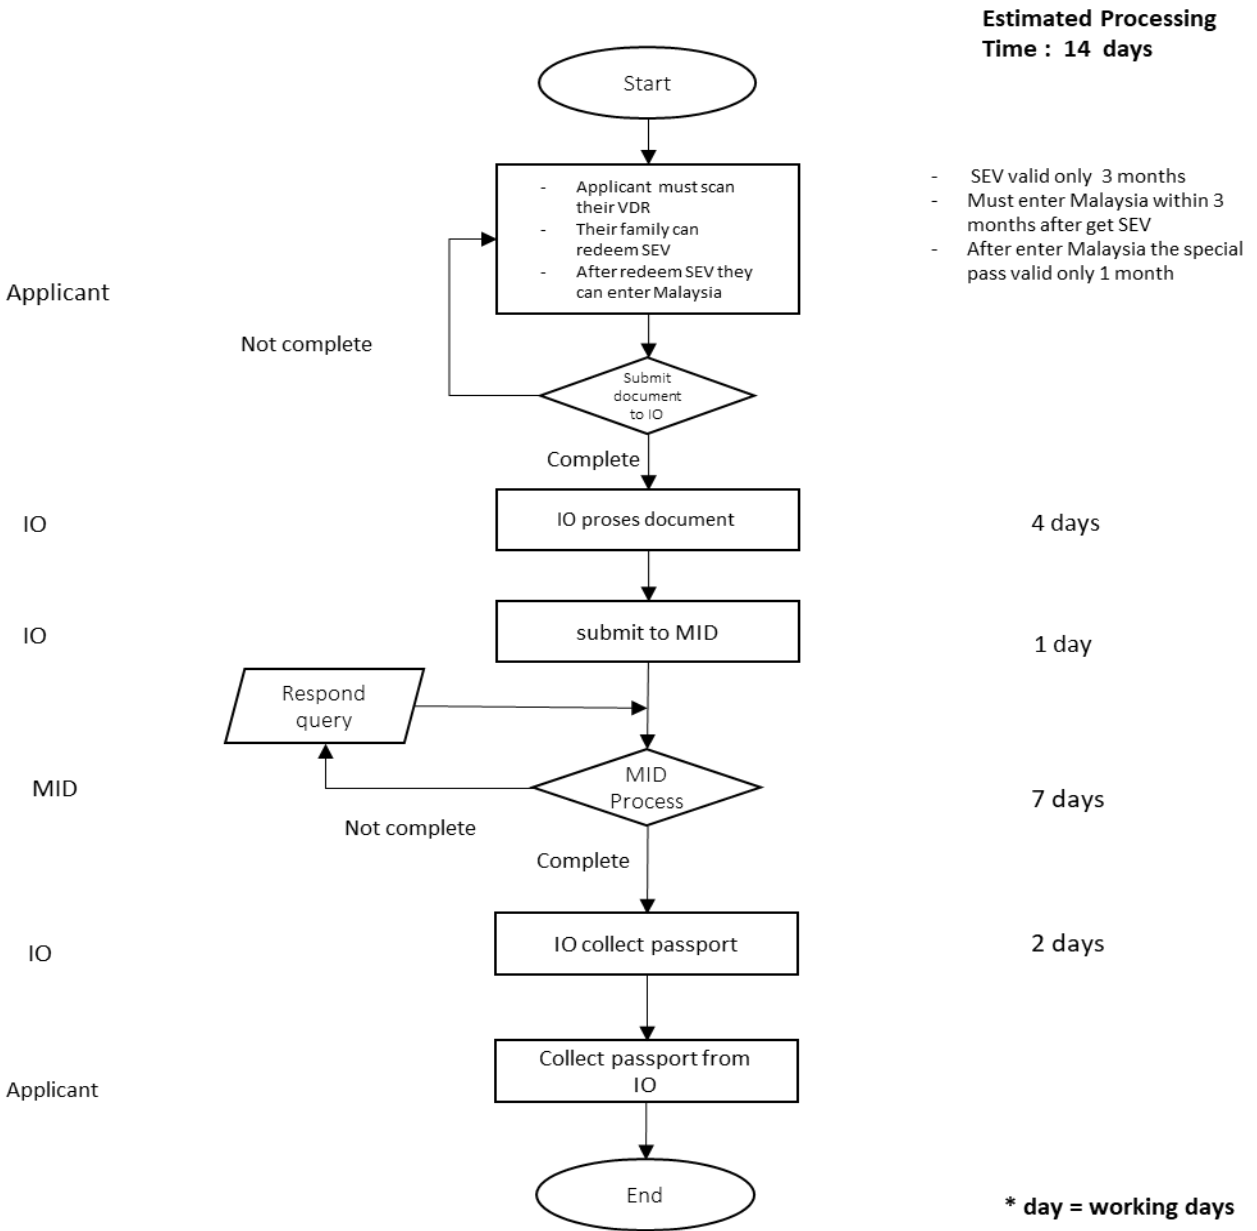 Estimated Processing
Time : 14 days
Start
- Applicant must scan
their VDR
- Their family can
redeem SEV
- After redeem SEV they
can enter Malaysia
- SEV valid only 3 months
- Must enter Malaysia within 3
months after get SEV
- After enter Malaysia the special
pass valid only 1 month
Applicant
Not complete
Submit
document
to IO
Complete
IO
IO proses document
4 days
IO
submit to MID
1 day
Respond
query
MID
MID
Process
7 days
Not complete
Complete
IO
IO collect passport
2 days
Applicant
Collect passport from
IO
End
* day = working days